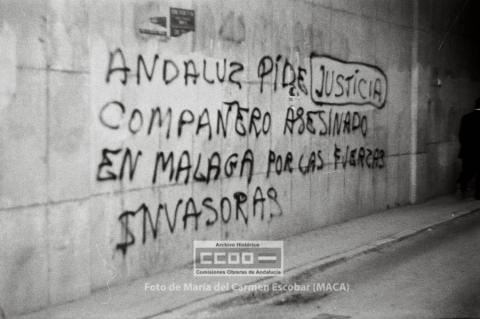 ANDALUZ PIDE JUSTICIA
COMPAÑERO ASESINADO
EN MALAGA POR LAS FUERZAS
INVASORAS
Archivo Histórico
CCOO
Comisiones Obreras de Andalucía
Foto de María del Carmen Escobar (MACA)